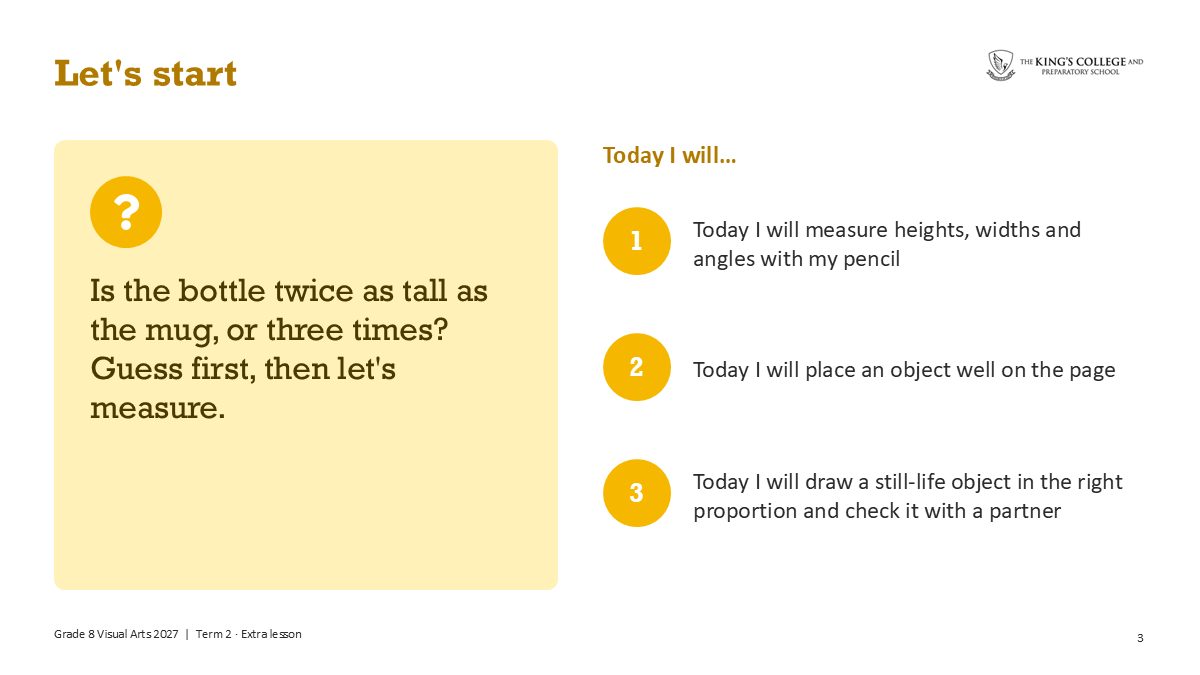 Let's start
THE KING'S COLLEGE AND
PREPARATORY SCHOOL
?
Is the bottle twice as tall as
the mug, or three times?
Guess first, then let's
measure.
Today I will...
1
Today I will measure heights, widths and
angles with my pencil
2
Today I will place an object well on the page
3
Today I will draw a still-life object in the right
proportion and check it with a partner
Grade 8 Visual Arts 2027 | Term 2 · Extra lesson
3